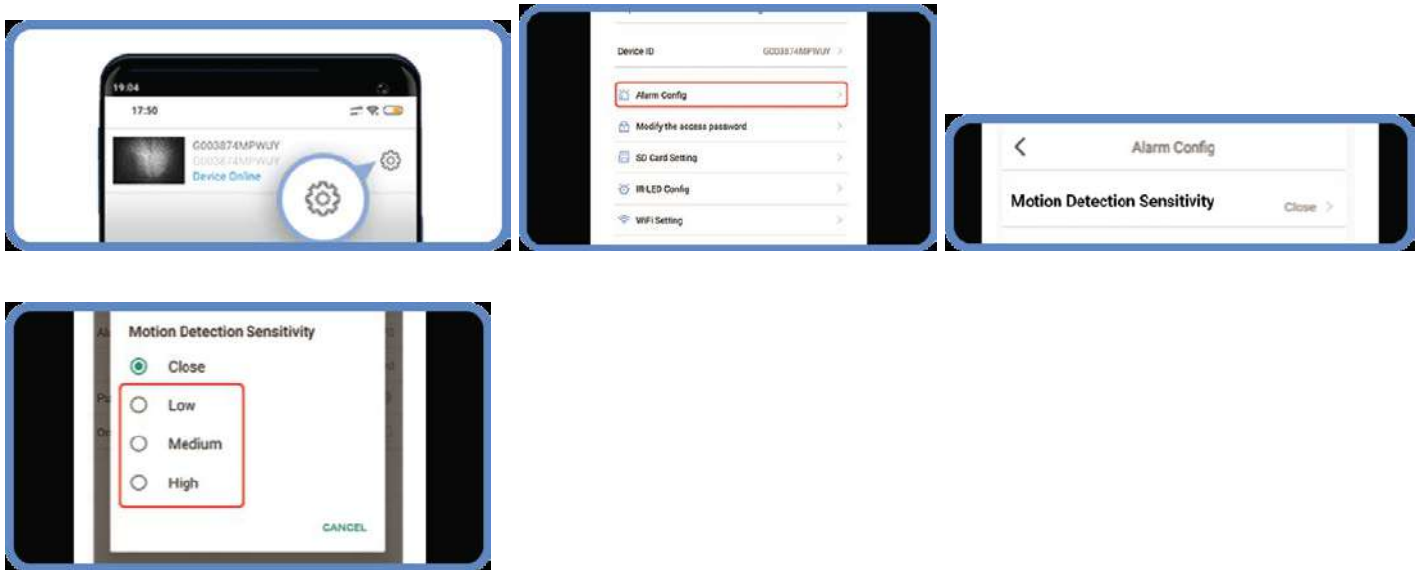 19:04
17:50
G003874MPWUY
G003874MPWUY
Device Online
Device ID G003874MPWUY >
Alarm Config >
Modify the access password >
SD Card Setting >
IR-LED Config >
WiFi Setting >
< Alarm Config
Motion Detection Sensitivity Close >
Motion Detection Sensitivity
Close
Low
Medium
High
CANCEL